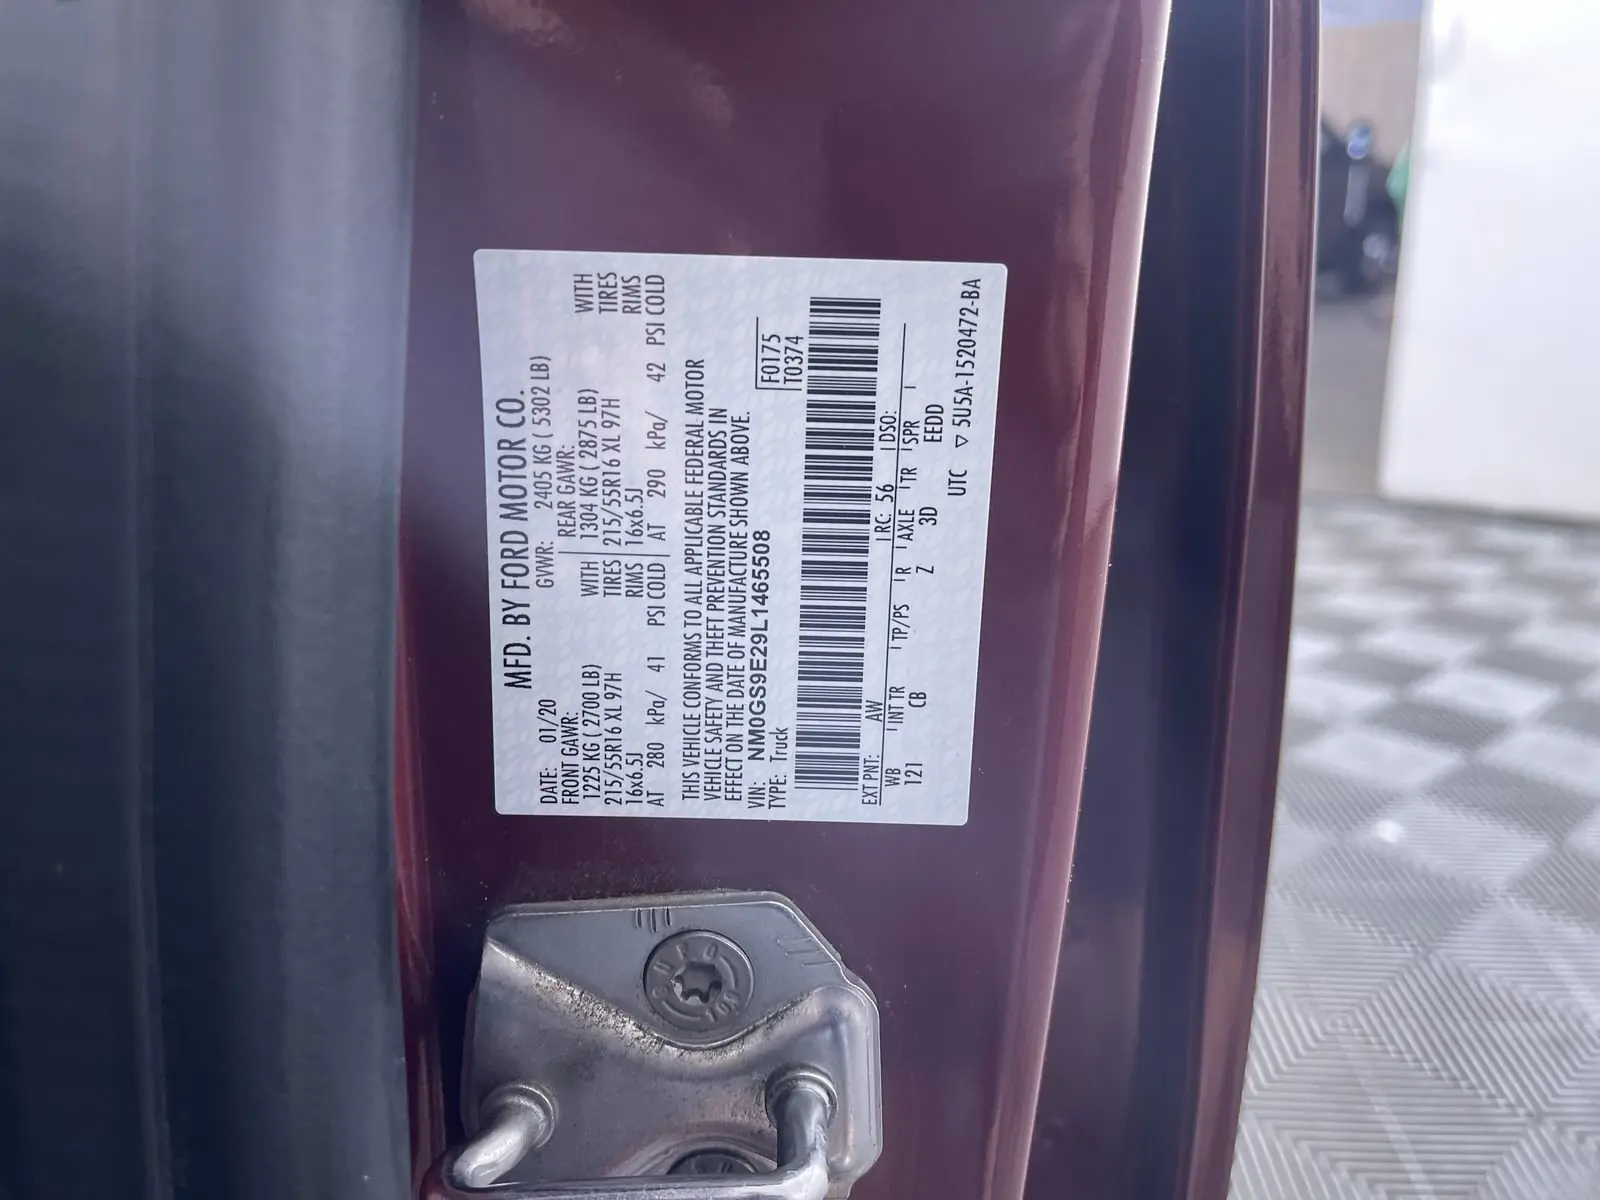 MFD. BY FORD MOTOR CO.
DATE: 01/20 GVWR: 2405 KG ( 5302 LB)
FRONT GAWR: REAR GAWR:
1225 KG ( 2700 LB) WITH 1304 KG ( 2875 LB) WITH
215/55R16 XL 97H TIRES 215/55R16 XL 97H TIRES
16x6.5J RIMS 16x6.5J RIMS
AT 280 kPa/ 41 PSI COLD AT 290 kPa/ 42 PSI COLD
THIS VEHICLE CONFORMS TO ALL APPLICABLE FEDERAL MOTOR
VEHICLE SAFETY AND THEFT PREVENTION STANDARDS IN
EFFECT ON THE DATE OF MANUFACTURE SHOWN ABOVE.
VIN: NM0GS9E29L1465508 F0175
TYPE: Truck T0374
EXT PNT: AW RC: 56 DSO:
WB INT TR TP/PS R AXLE TR SPR
121 CB Z 3D EEDD
UTC ▽ 5U5A-1520472-BA